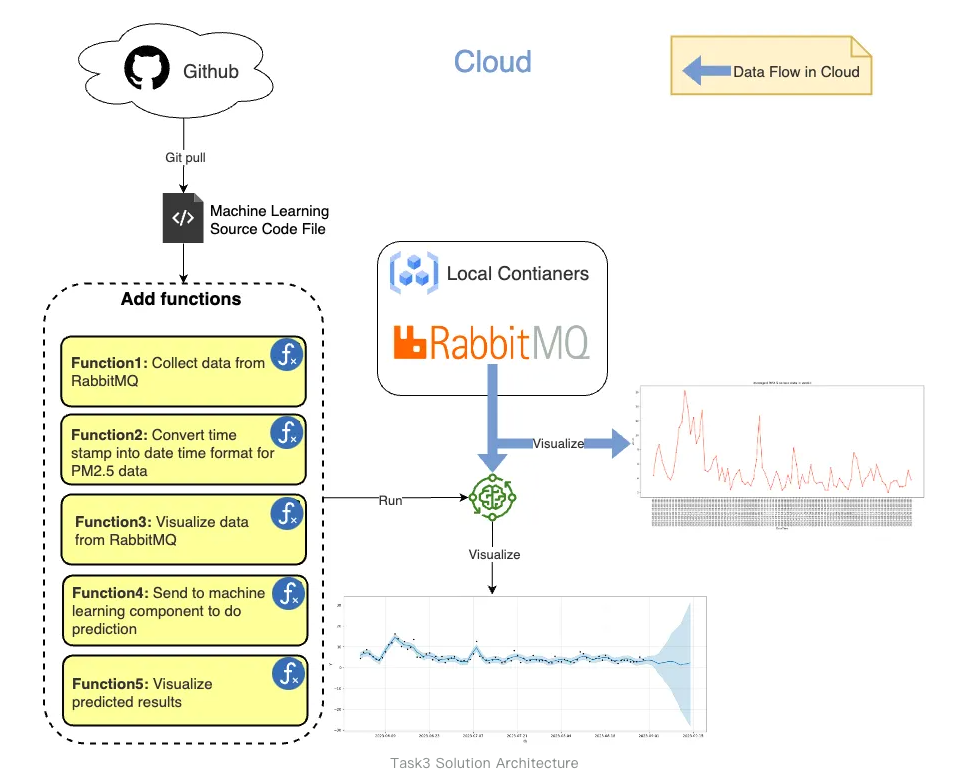 Cloud
Github
Data Flow in Cloud
Git pull
Machine Learning
Source Code File
Add functions
Function1: Collect data from
RabbitMQ
Function2: Convert time
stamp into date time format for
PM2.5 data
Function3: Visualize data
from RabbitMQ
Function4: Send to machine
learning component to do
prediction
Function5: Visualize
predicted results
Local Contianers
RabbitMQ
Visualize
Run
Visualize
Task3 Solution Architecture